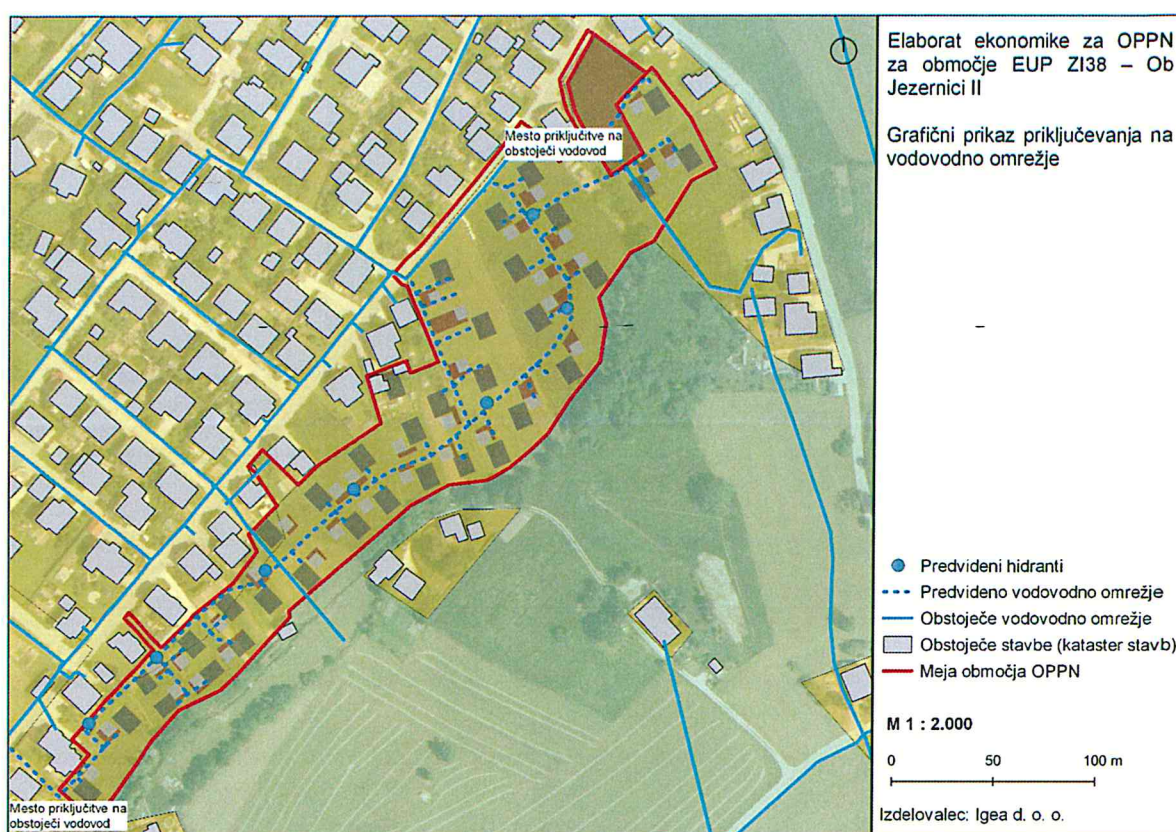 Elaborat ekonomike za OPPN
za območje EUP ZI38 – Ob
Jezernici II
Grafični prikaz priključevanja na
vodovodno omrežje
Mesto priključitve na
obstoječi vodovod
Mesto priključitve na
obstoječi vodovod
Predvideni hidranti
Predvideno vodovodno omrežje
Obstoječe vodovodno omrežje
Obstoječe stavbe (kataster stavb)
Meja območja OPPN
M 1 : 2.000
0 50 100 m
Izdelovalec: Igea d. o. o.